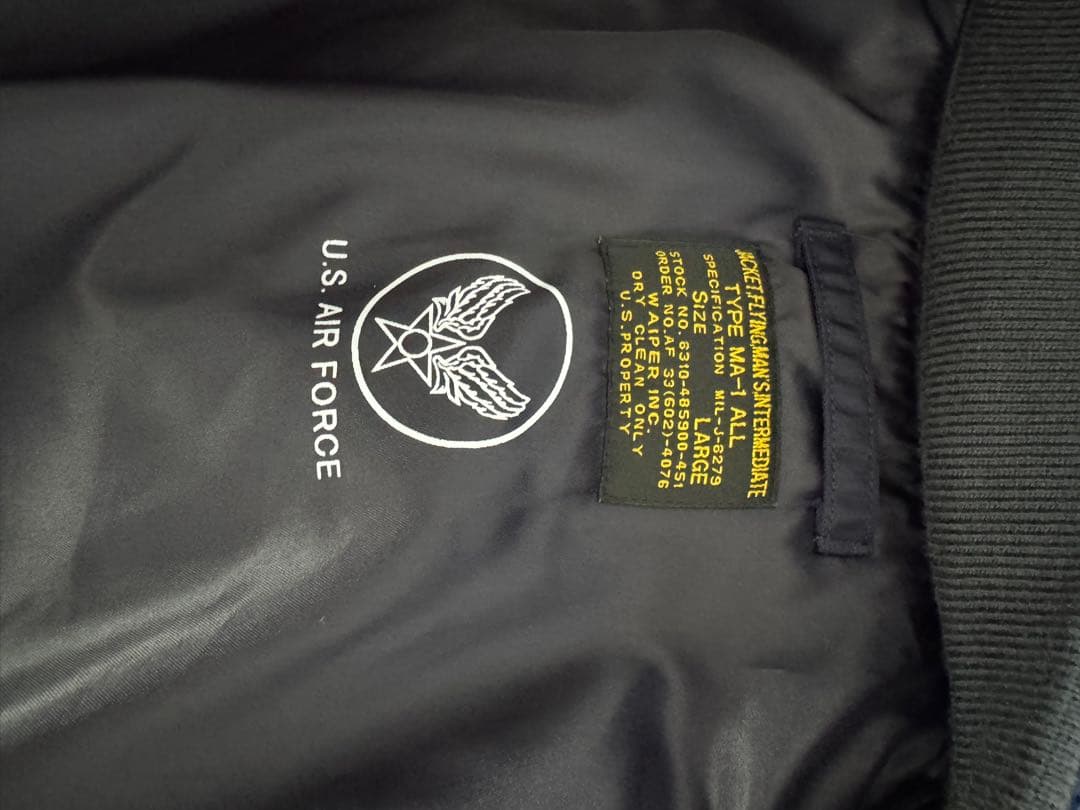 JACKET,FLYING,MAN'S,INTERMEDIATE
TYPE MA-1 ALL
SPECIFICATION MIL-J-8279
SIZE LARGE
STOCK NO. 6310-485900-451
ORDER NO.AF 33(602)-4076
WAIPER INC.
DRY CLEAN ONLY
U.S.PROPERTY
U.S. AIR FORCE